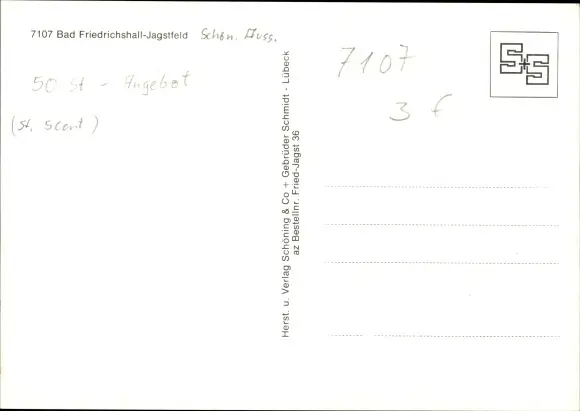 7107 Bad Friedrichshall-Jagstfeld Schön. Auss.
50 St - Angebot
(St. 5 Cent)
7107
3 €
S+S
Herst. u. Verlag Schöning & Co + Gebrüder Schmidt - Lübeck
az Bestellnr. Fried-Jagst 36